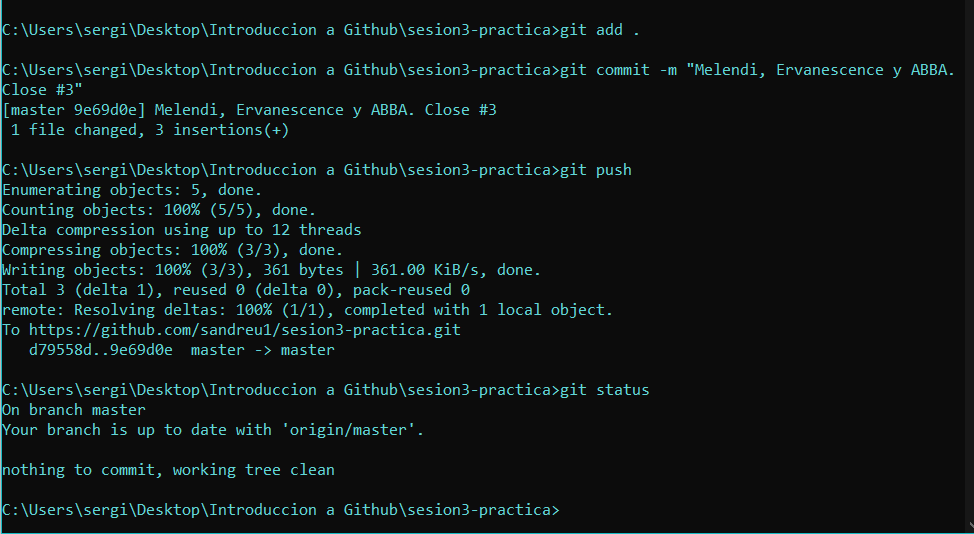 C:\Users\sergi\Desktop\Introduccion a Github\sesion3-practica>git add .
C:\Users\sergi\Desktop\Introduccion a Github\sesion3-practica>git commit -m "Melendi, Ervanescence y ABBA.
Close #3"
[master 9e69d0e] Melendi, Ervanescence y ABBA. Close #3
 1 file changed, 3 insertions(+)
C:\Users\sergi\Desktop\Introduccion a Github\sesion3-practica>git push
Enumerating objects: 5, done.
Counting objects: 100% (5/5), done.
Delta compression using up to 12 threads
Compressing objects: 100% (3/3), done.
Writing objects: 100% (3/3), 361 bytes | 361.00 KiB/s, done.
Total 3 (delta 1), reused 0 (delta 0), pack-reused 0
remote: Resolving deltas: 100% (1/1), completed with 1 local object.
To https://github.com/sandreu1/sesion3-practica.git
   d79558d..9e69d0e  master -> master
C:\Users\sergi\Desktop\Introduccion a Github\sesion3-practica>git status
On branch master
Your branch is up to date with 'origin/master'.
nothing to commit, working tree clean
C:\Users\sergi\Desktop\Introduccion a Github\sesion3-practica>